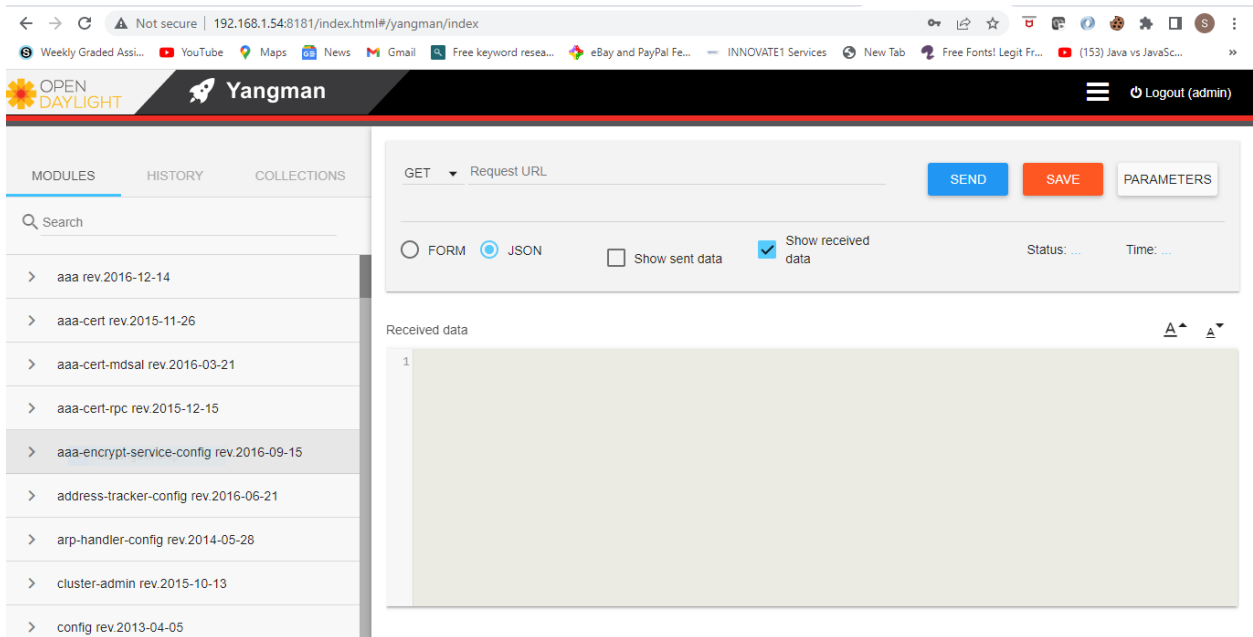 Not secure | 192.168.1.54:8181/index.html#/yangman/index
S
Weekly Graded Assi... YouTube Maps News Gmail Free keyword resea... eBay and PayPal Fe... INNOVATE1 Services New Tab Free Fonts! Legit Fr... (153) Java vs JavaSc... »
OPEN
DAYLIGHT
Yangman
Logout (admin)
MODULES HISTORY COLLECTIONS
Search
aaa rev.2016-12-14
aaa-cert rev.2015-11-26
aaa-cert-mdsal rev.2016-03-21
aaa-cert-rpc rev.2015-12-15
aaa-encrypt-service-config rev.2016-09-15
address-tracker-config rev.2016-06-21
arp-handler-config rev.2014-05-28
cluster-admin rev.2015-10-13
config rev.2013-04-05
GET Request URL SEND SAVE PARAMETERS
FORM JSON Show sent data Show received
data
Status: ... Time: ...
Received data A A
1